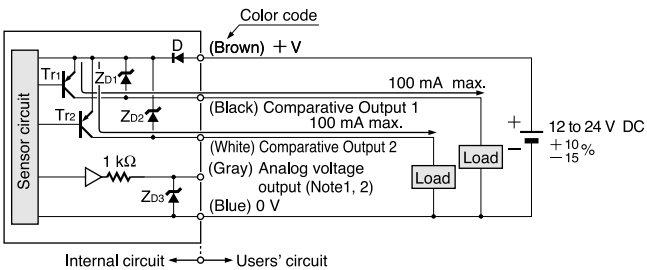 Color code
D
(Brown) + V
Tr1
ZD1
100 mA max.
(Black) Comparative Output 1
Tr2
ZD2
100 mA max.
(White) Comparative Output 2
Sensor circuit
1 kΩ
(Gray) Analog voltage
output (Note1, 2)
ZD3
(Blue) 0 V
Load
Load
+
−
12 to 24 V DC
+10
−15 %
Internal circuit
Users' circuit